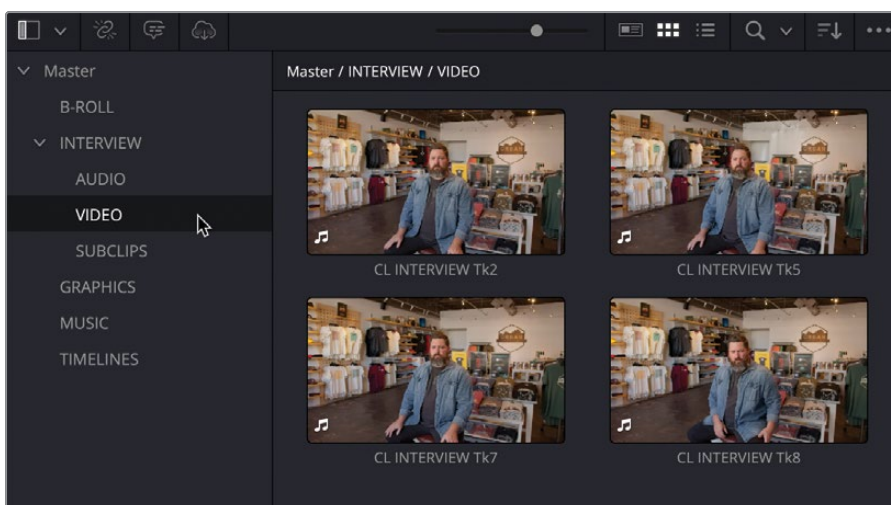 Master
B-ROLL
INTERVIEW
AUDIO
VIDEO
SUBCLIPS
GRAPHICS
MUSIC
TIMELINES
Master / INTERVIEW / VIDEO
CL INTERVIEW Tk2
CL INTERVIEW Tk5
CL INTERVIEW Tk7
CL INTERVIEW Tk8